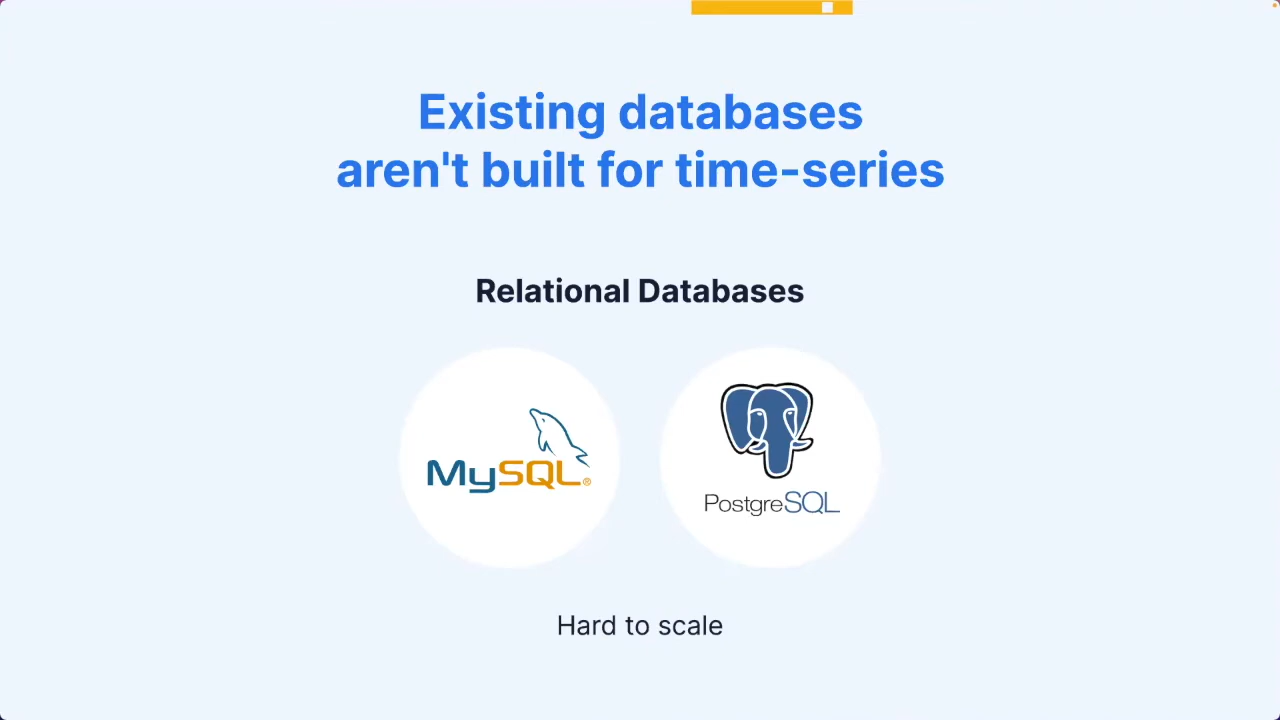 Existing databases
aren't built for time-series
Relational Databases
MySQL®
PostgreSQL
Hard to scale